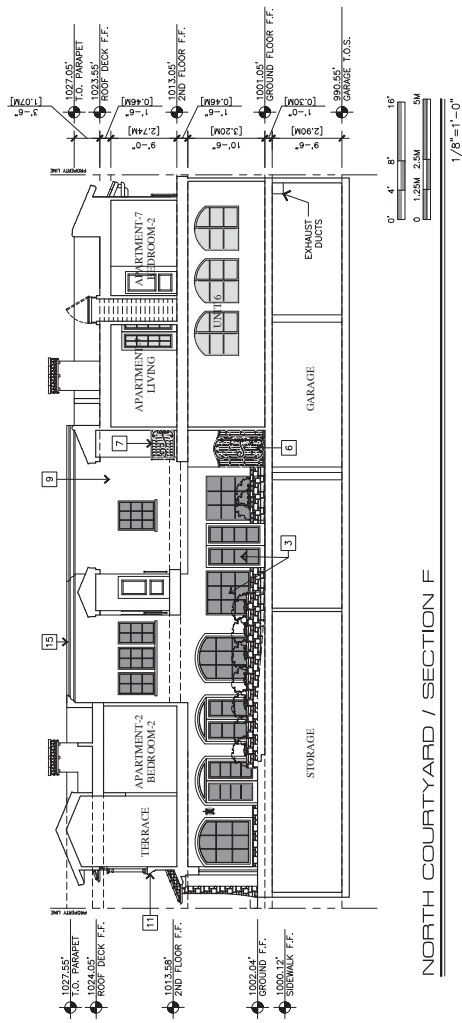 1027.55'
T.O. PARAPET
1024.05'
ROOF DECK F.F.
1013.58'
2ND FLOOR F.F.
1002.04'
GROUND F.F.
1000.12'
SIDEWALK F.F.
PROPERTY LINE
11
TERRACE
APARTMENT-2
BEDROOM-2
15
9
7
APARTMENT-7
LIVING
APARTMENT-7
BEDROOM-2
UNIT 6
3
6
STORAGE
GARAGE
EXHAUST
DUCTS
PROPERTY LINE
3'-6"
[1.07M]
1'-6"
[0.46M]
9'-0"
[2.74M]
1'-6"
[0.46M]
10'-6"
[3.20M]
1'-0"
[0.30M]
9'-6"
[2.90M]
1027.05'
T.O. PARAPET
1023.55'
ROOF DECK F.F.
1013.05'
2ND FLOOR F.F.
1001.05'
GROUND FLOOR F.F.
990.55'
GARAGE T.O.S.
0' 4' 8' 16'
0 1.25M 2.5M 5M
NORTH COURTYARD / SECTION F
1/8"=1'-0"